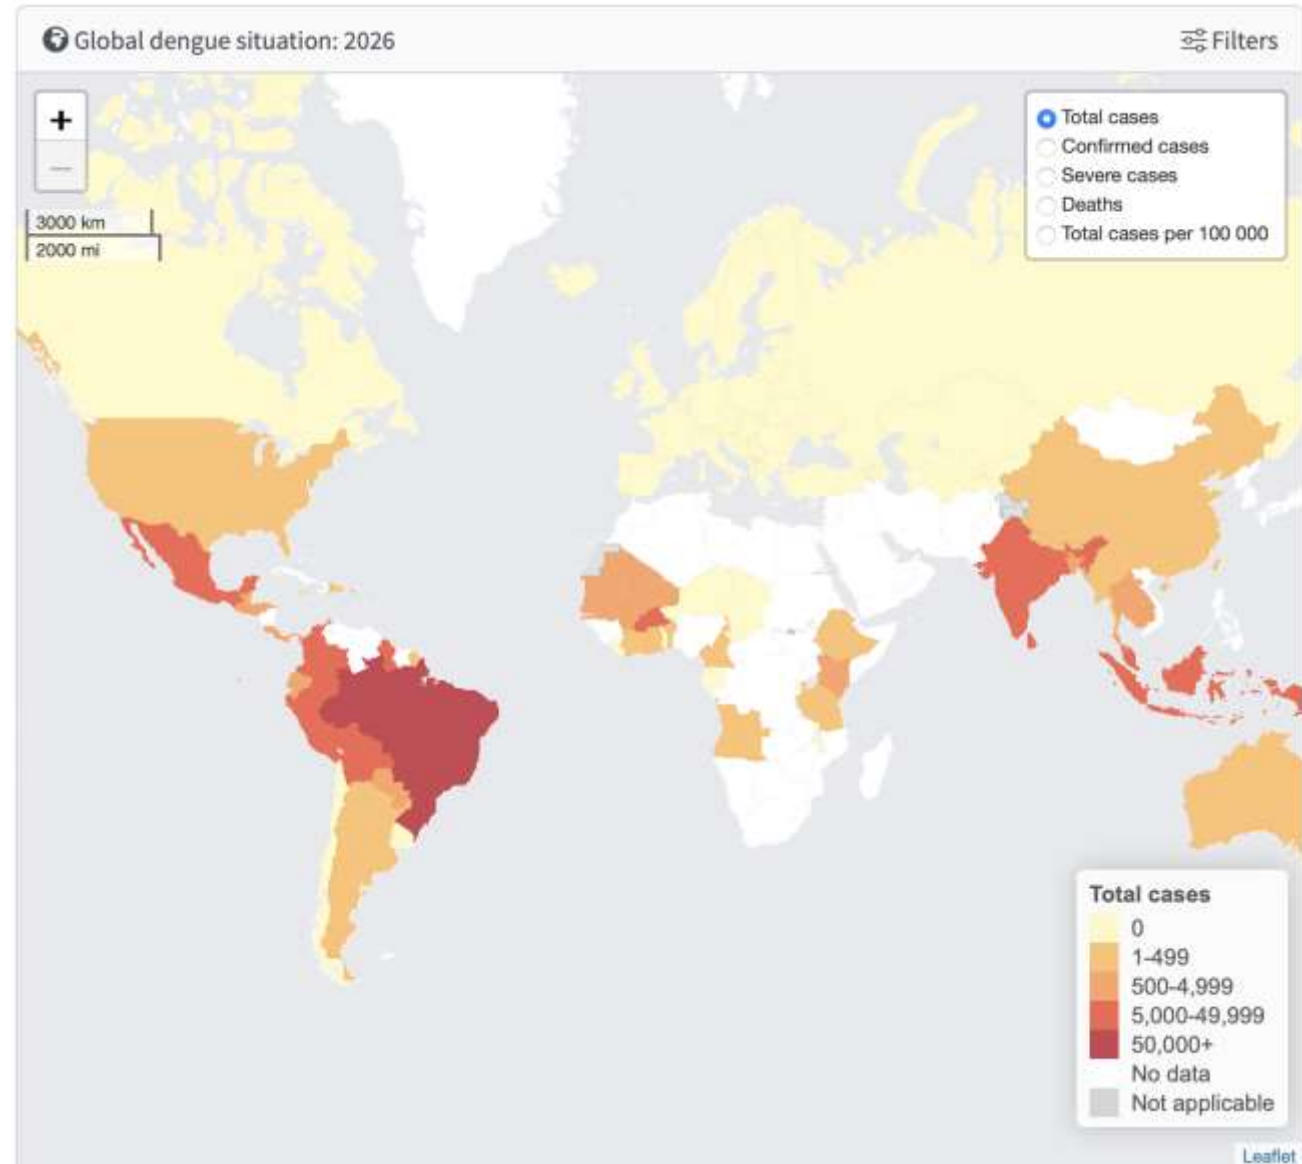 Global dengue situation: 2026
Filters
+
−
3000 km
2000 mi
Total cases
Confirmed cases
Severe cases
Deaths
Total cases per 100 000
Total cases
0
1-499
500-4,999
5,000-49,999
50,000+
No data
Not applicable
Leaflet